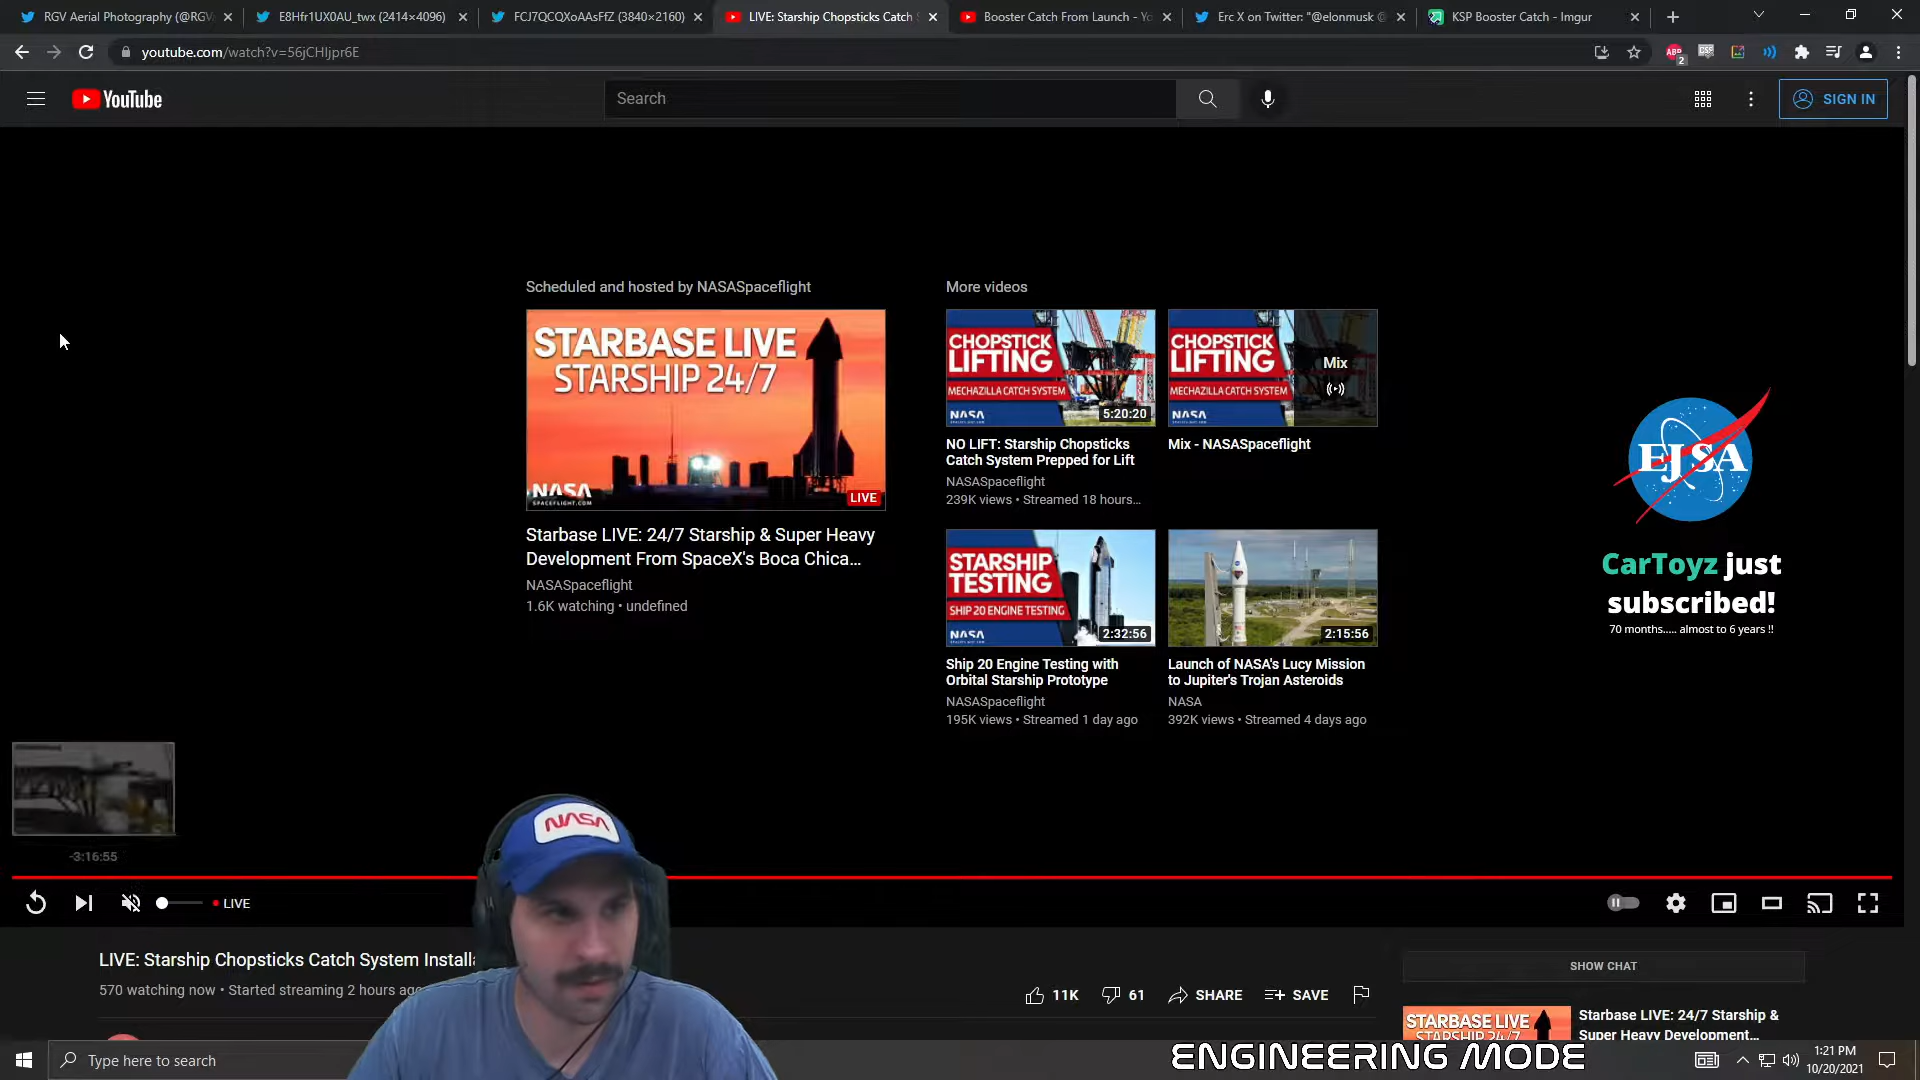 RGV Aerial Photography (@RGV
E8Hfr1UX0AU_twx (2414×4096)
FCJ7QCQXoAAsFfZ (3840×2160)
LIVE: Starship Chopsticks Catch S
Booster Catch From Launch - Yo
Erc X on Twitter: "@elonmusk @
KSP Booster Catch - Imgur
youtube.com/watch?v=56jCHIjpr6E
ABP
2
YouTube
Search
SIGN IN
Scheduled and hosted by NASASpaceflight
STARBASE LIVE
STARSHIP 24/7
NASA
SPACEFLIGHT.COM
LIVE
Starbase LIVE: 24/7 Starship & Super Heavy
Development From SpaceX's Boca Chica...
NASASpaceflight
1.6K watching • undefined
More videos
CHOPSTICK
LIFTING
MECHAZILLA CATCH SYSTEM
NASA
5:20:20
NO LIFT: Starship Chopsticks
Catch System Prepped for Lift
NASASpaceflight
239K views • Streamed 18 hours...
CHOPSTICK
LIFTING
MECHAZILLA CATCH SYSTEM
NASA
Mix
Mix - NASASpaceflight
STARSHIP
TESTING
SHIP 20 ENGINE TESTING
NASA
2:32:56
Ship 20 Engine Testing with
Orbital Starship Prototype
NASASpaceflight
195K views • Streamed 1 day ago
2:15:56
Launch of NASA's Lucy Mission
to Jupiter's Trojan Asteroids
NASA
392K views • Streamed 4 days ago
EJSA
CarToyz just
subscribed!
70 months..... almost to 6 years !!
-3:16:55
LIVE
NASA
LIVE: Starship Chopsticks Catch System Installa
570 watching now • Started streaming 2 hours ago
11K
61
SHARE
SAVE
SHOW CHAT
STARBASE LIVE
STARSHIP 24/7
Starbase LIVE: 24/7 Starship &
Super Heavy Development...
ENGINEERING MODE
Type here to search
1:21 PM
10/20/2021